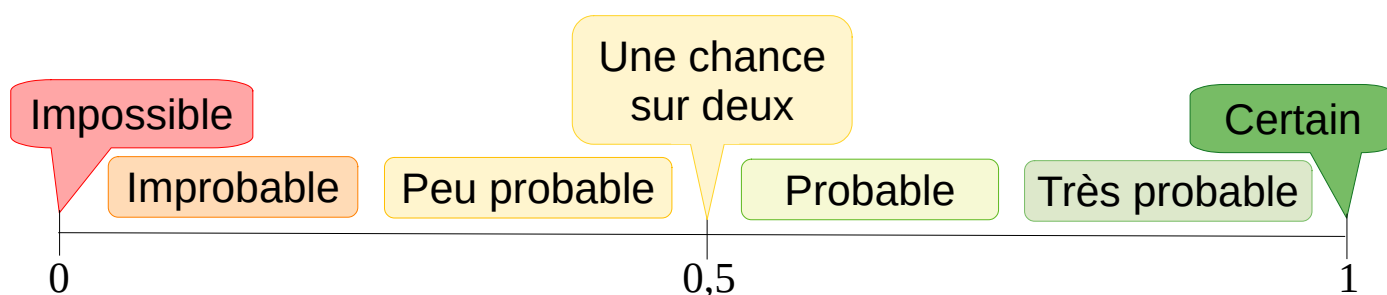 Une chance
sur deux
Impossible
Certain
Improbable
Peu probable
Probable
Très probable
0
0,5
1